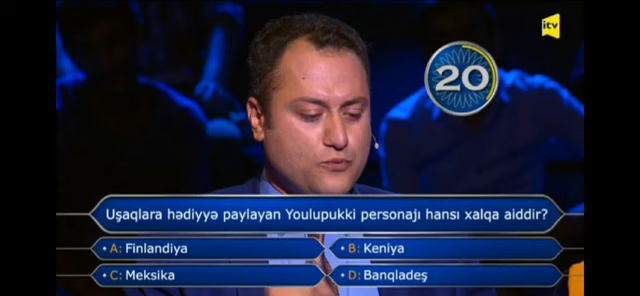 itv
20
Uşaqlara hədiyyə paylayan Youlupukki personajı hansı xalqa aiddir?
A: Finlandiya
B: Keniya
C: Meksika
D: Banqladeş